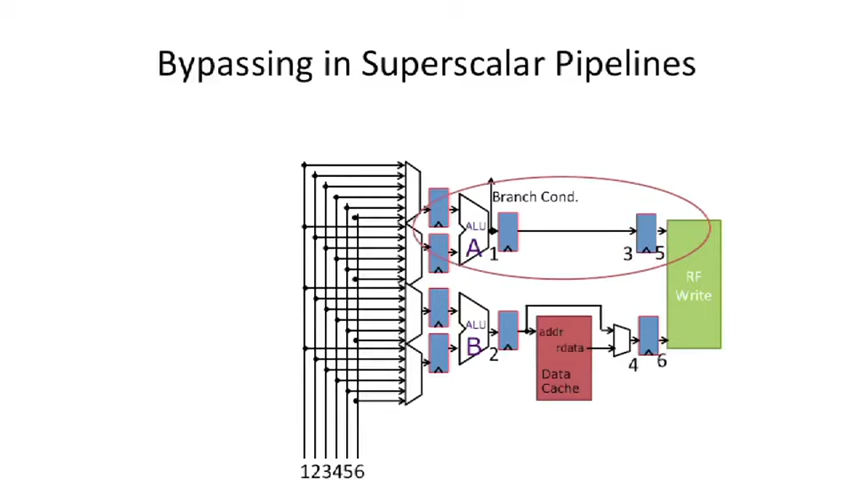 Bypassing in Superscalar Pipelines
Branch Cond.
ALU
A
1
3
5
RF
Write
ALU
B
2
addr
rdata
Data
Cache
4
6
123456